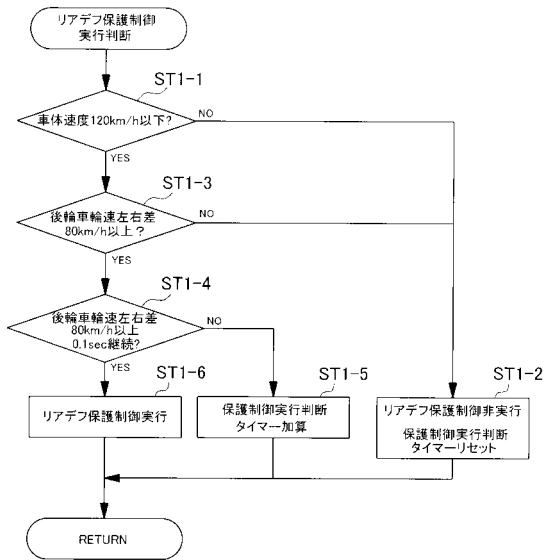 リアデフ保護制御
実行判断
ST1-1
車体速度120km/h以下?
NO
YES
ST1-3
後輪車輪速左右差
80km/h以上?
NO
YES
ST1-4
後輪車輪速左右差
80km/h以上
0.1sec継続?
NO
YES
ST1-6
リアデフ保護制御実行
ST1-5
保護制御実行判断
タイマー加算
ST1-2
リアデフ保護制御非実行
保護制御実行判断
タイマーリセット
RETURN